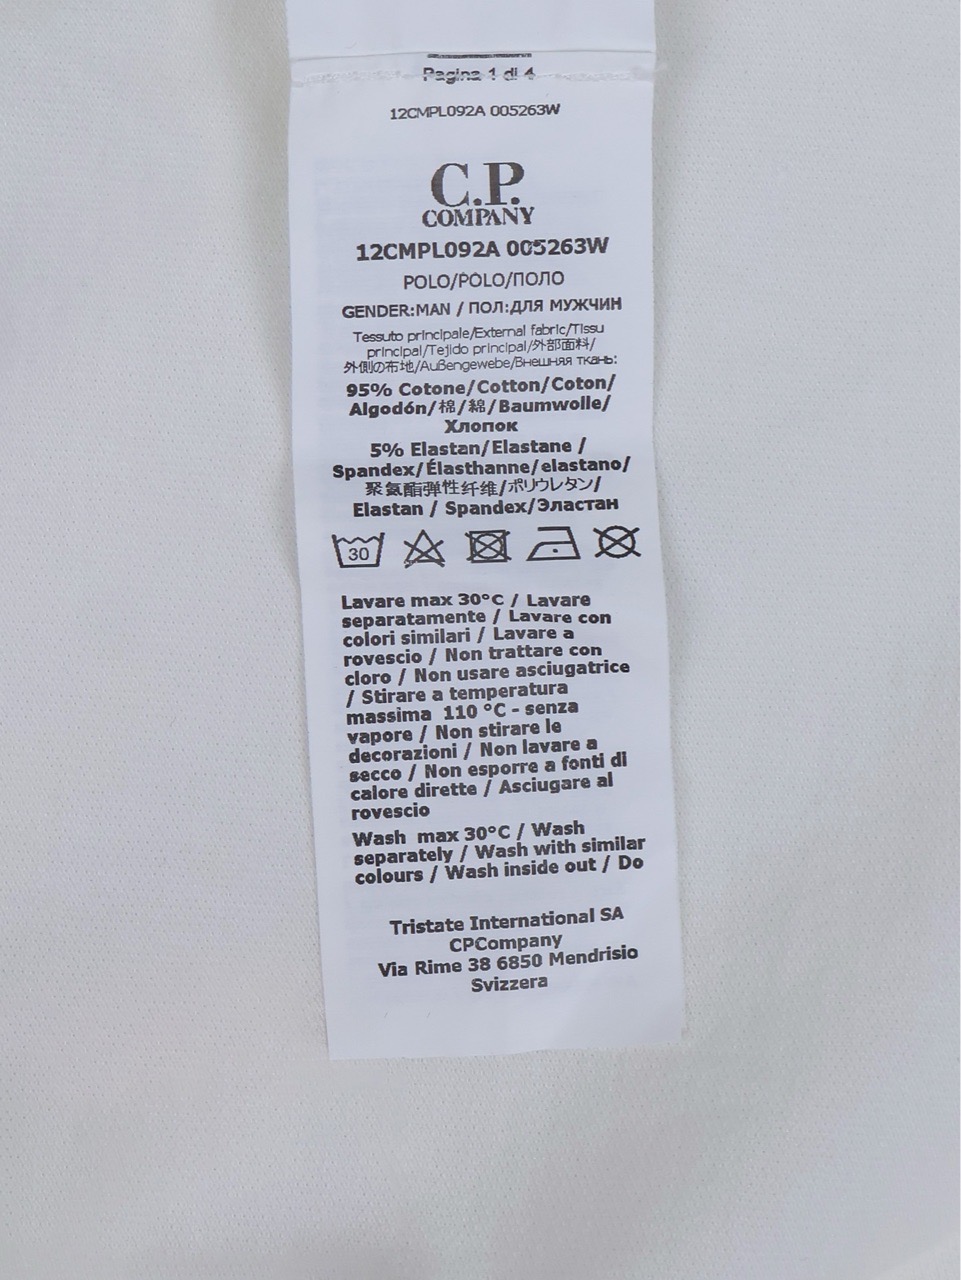 Pagina 1 di 4
12CMPL092A 005263W
C.P.
COMPANY
12CMPL092A 005263W
POLO/POLO/ПОЛО
GENDER:MAN / ПОЛ:ДЛЯ МУЖЧИН
Tessuto principale/External fabric/Tissu
principal/Tejido principal/外部面料/
外側の布地/Außengewebe/Внешняя ткань:
95% Cotone/Cotton/Coton/
Algodón/棉/綿/Baumwolle/
Хлопок
5% Elastan/Elastane /
Spandex/Élasthanne/elastano/
聚氨酯弹性纤维/ポリウレタン/
Elastan / Spandex/Эластан
30
Lavare max 30°C / Lavare
separatamente / Lavare con
colori similari / Lavare a
rovescio / Non trattare con
cloro / Non usare asciugatrice
/ Stirare a temperatura
massima 110 °C - senza
vapore / Non stirare le
decorazioni / Non lavare a
secco / Non esporre a fonti di
calore dirette / Asciugare al
rovescio
Wash max 30°C / Wash
separately / Wash with similar
colours / Wash inside out / Do
Tristate International SA
CPCompany
Via Rime 38 6850 Mendrisio
Svizzera